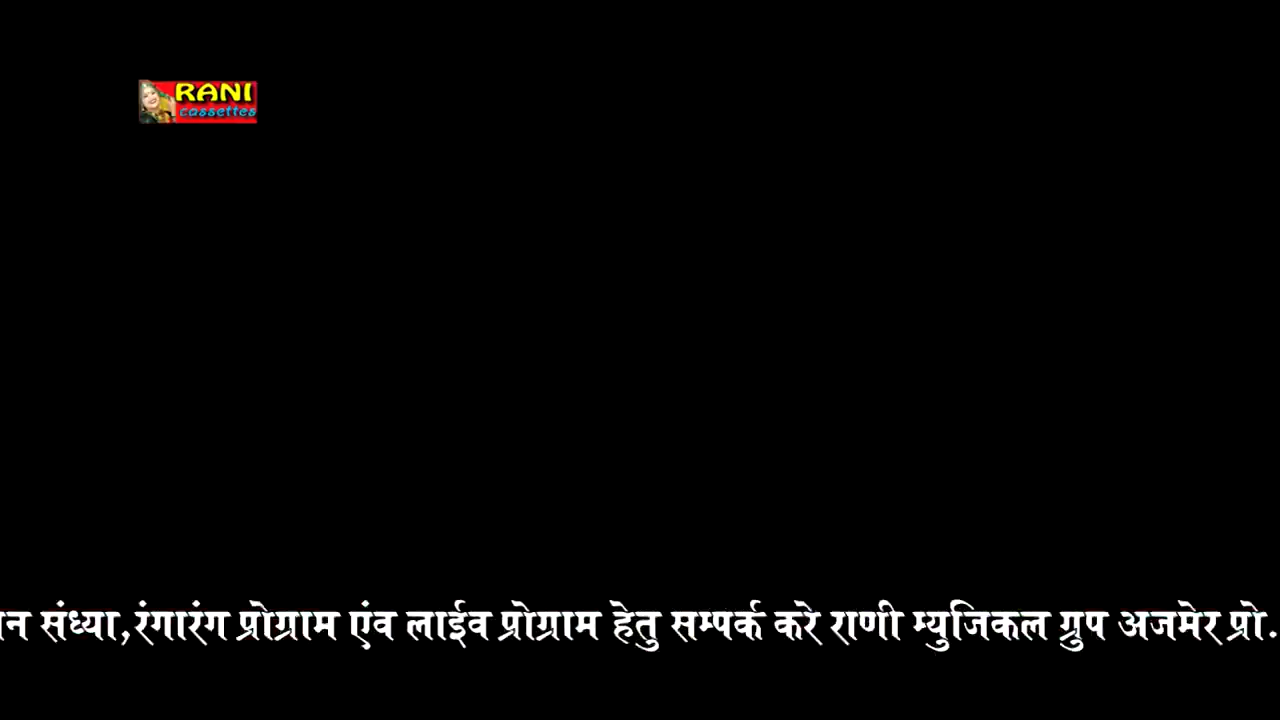 RANI
cassettes
न संध्या,रंगारंग प्रोग्राम एंव लाईव प्रोग्राम हेतु सम्पर्क करे राणी म्युजिकल ग्रुप अजमेर प्रो.